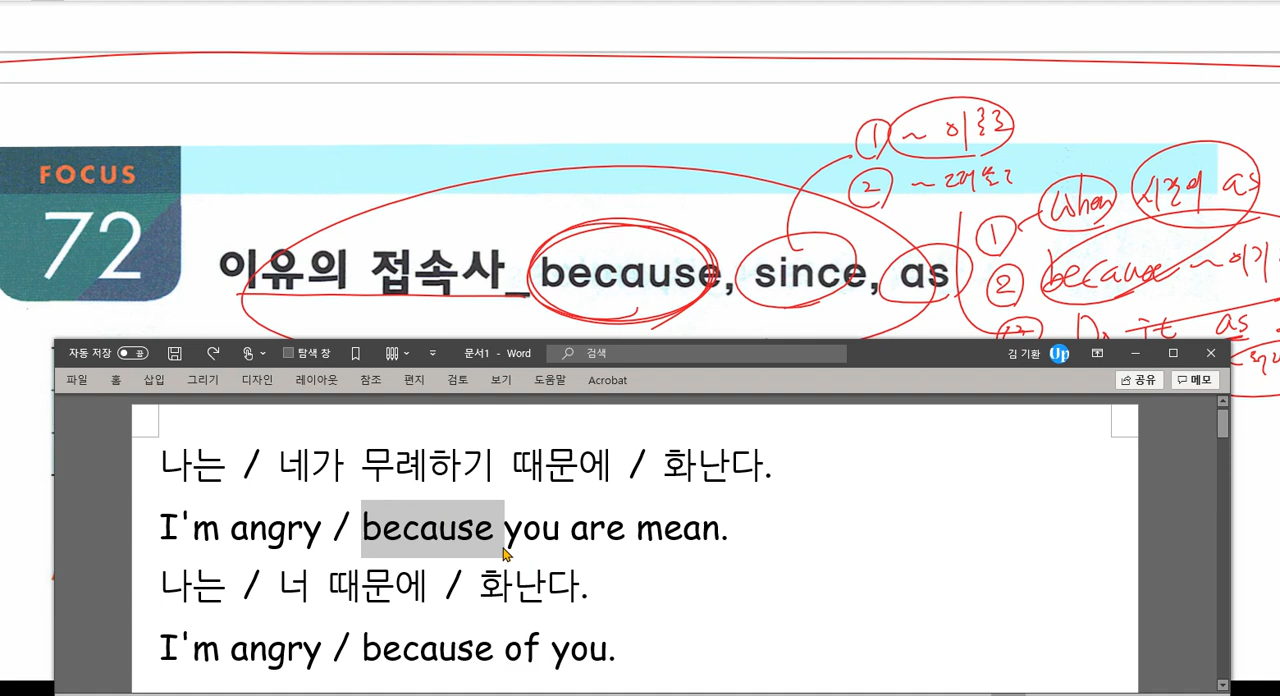 FOCUS
72
이유의 접속사_because, since, as
① ~ 이므로
②
① when 시간의 as
② because ~이기
as
자동 저장 문서1 - Word 검색 김 기환 Up
파일 홈 삽입 그리기 디자인 레이아웃 참조 편지 검토 보기 도움말 Acrobat 공유 메모
나는 / 네가 무례하기 때문에 / 화난다.
I'm angry / because you are mean.
나는 / 너 때문에 / 화난다.
I'm angry / because of you.